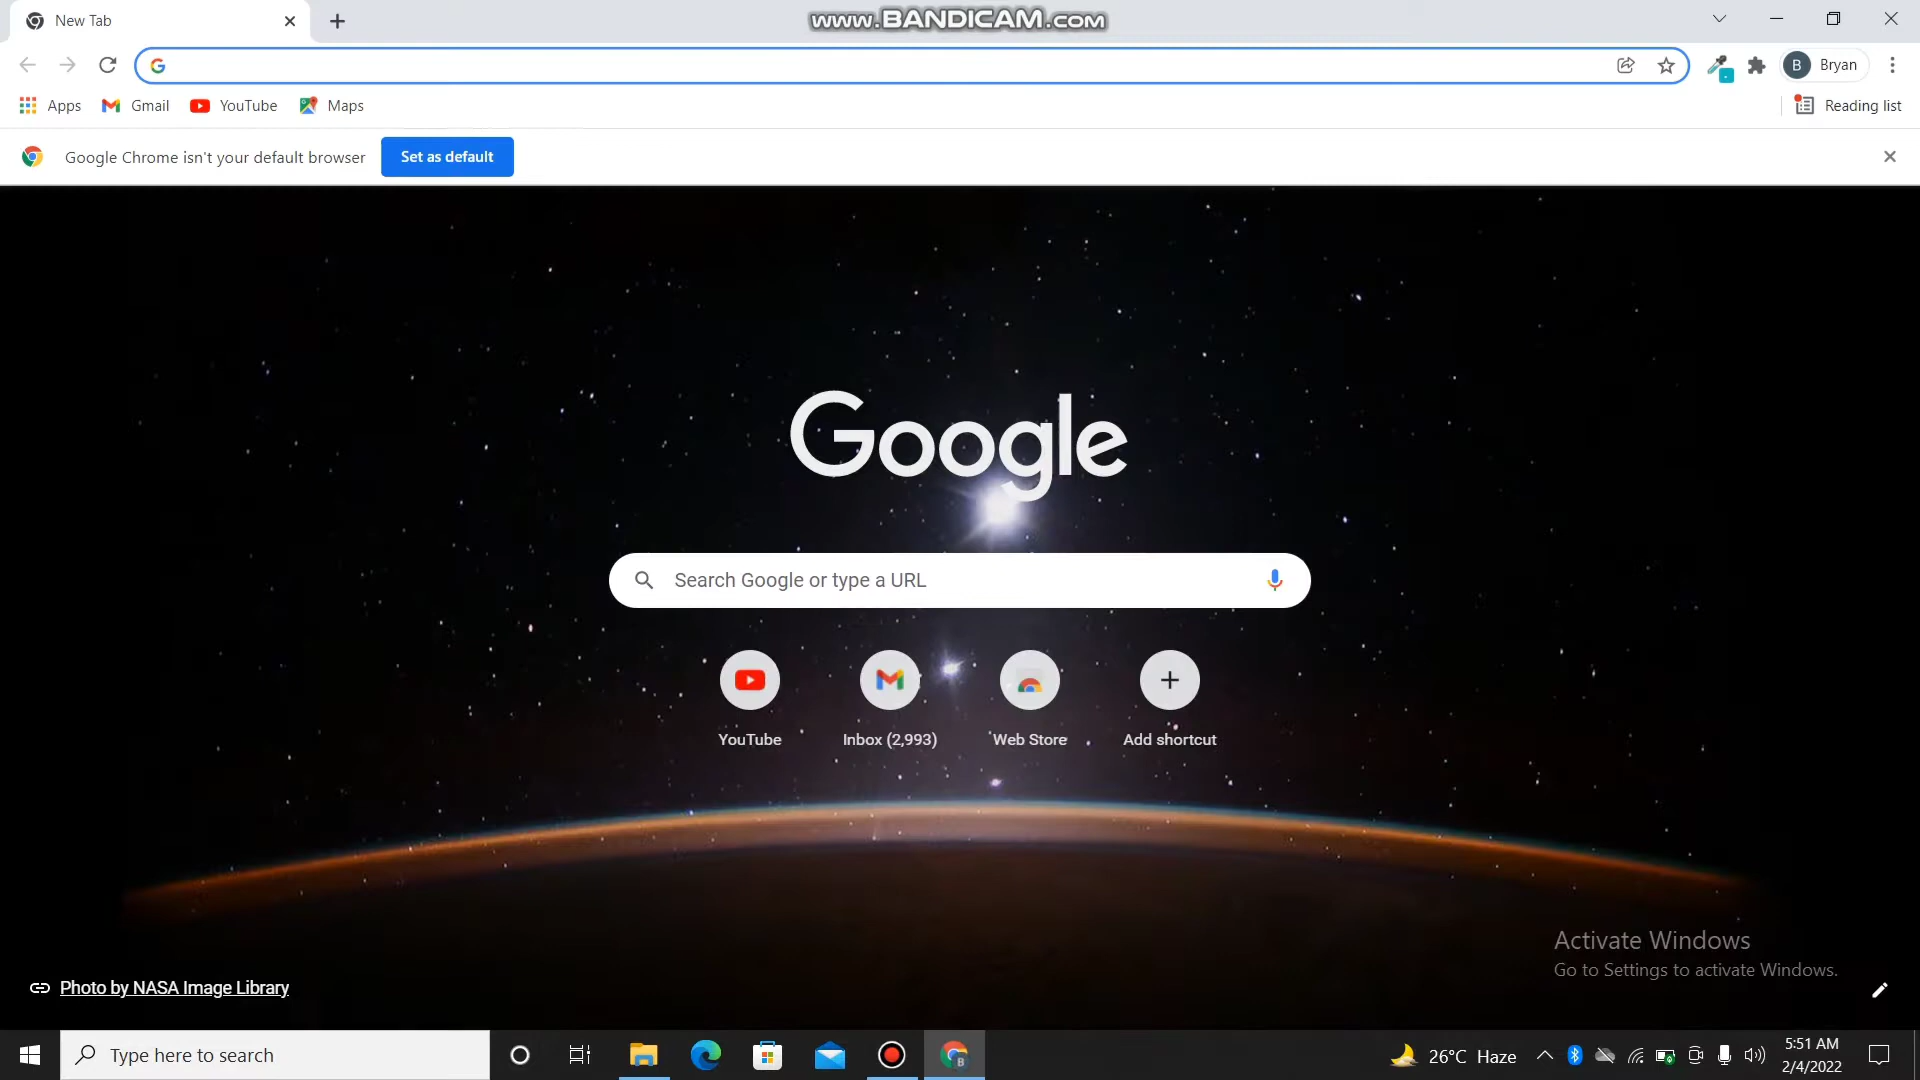 New Tab
www.BANDICAM.com
B Bryan
Apps Gmail YouTube Maps
Reading list
Google Chrome isn't your default browser Set as default
Google
Search Google or type a URL
YouTube Inbox (2,993) Web Store Add shortcut
Activate Windows
Go to Settings to activate Windows.
Photo by NASA Image Library
Type here to search
B
26°C Haze
5:51 AM
2/4/2022